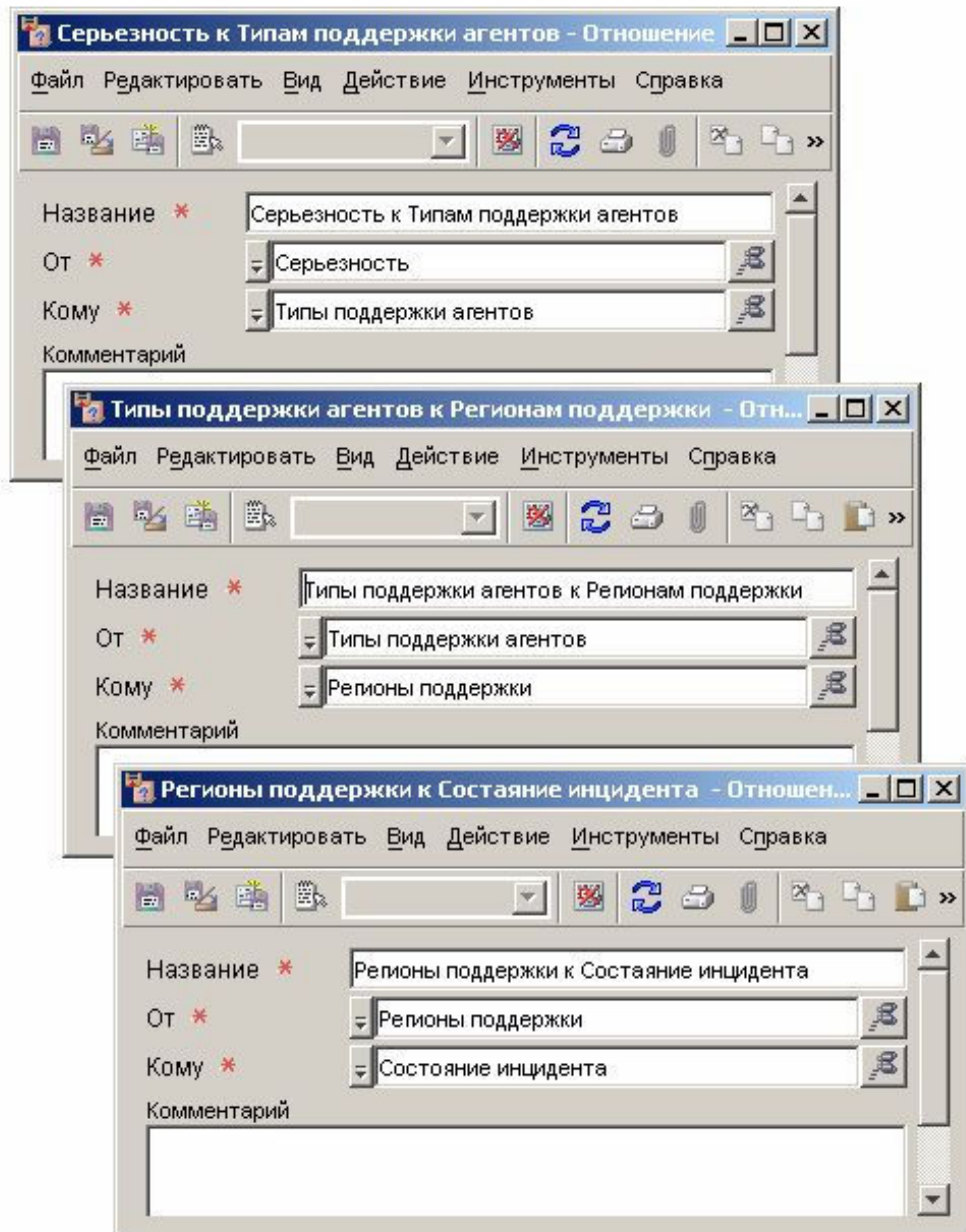 Серьезность к Типам поддержки агентов - Отношение
Файл Редактировать Вид Действие Инструменты Справка
»
Название * Серьезность к Типам поддержки агентов
От * Серьезность
Кому * Типы поддержки агентов
Комментарий
Типы поддержки агентов к Регионам поддержки - Отн...
Файл Редактировать Вид Действие Инструменты Справка
»
Название * Типы поддержки агентов к Регионам поддержки
От * Типы поддержки агентов
Кому * Регионы поддержки
Комментарий
Регионы поддержки к Состаяние инцидента - Отношен...
Файл Редактировать Вид Действие Инструменты Справка
»
Название * Регионы поддержки к Состаяние инцидента
От * Регионы поддержки
Кому * Состояние инцидента
Комментарий